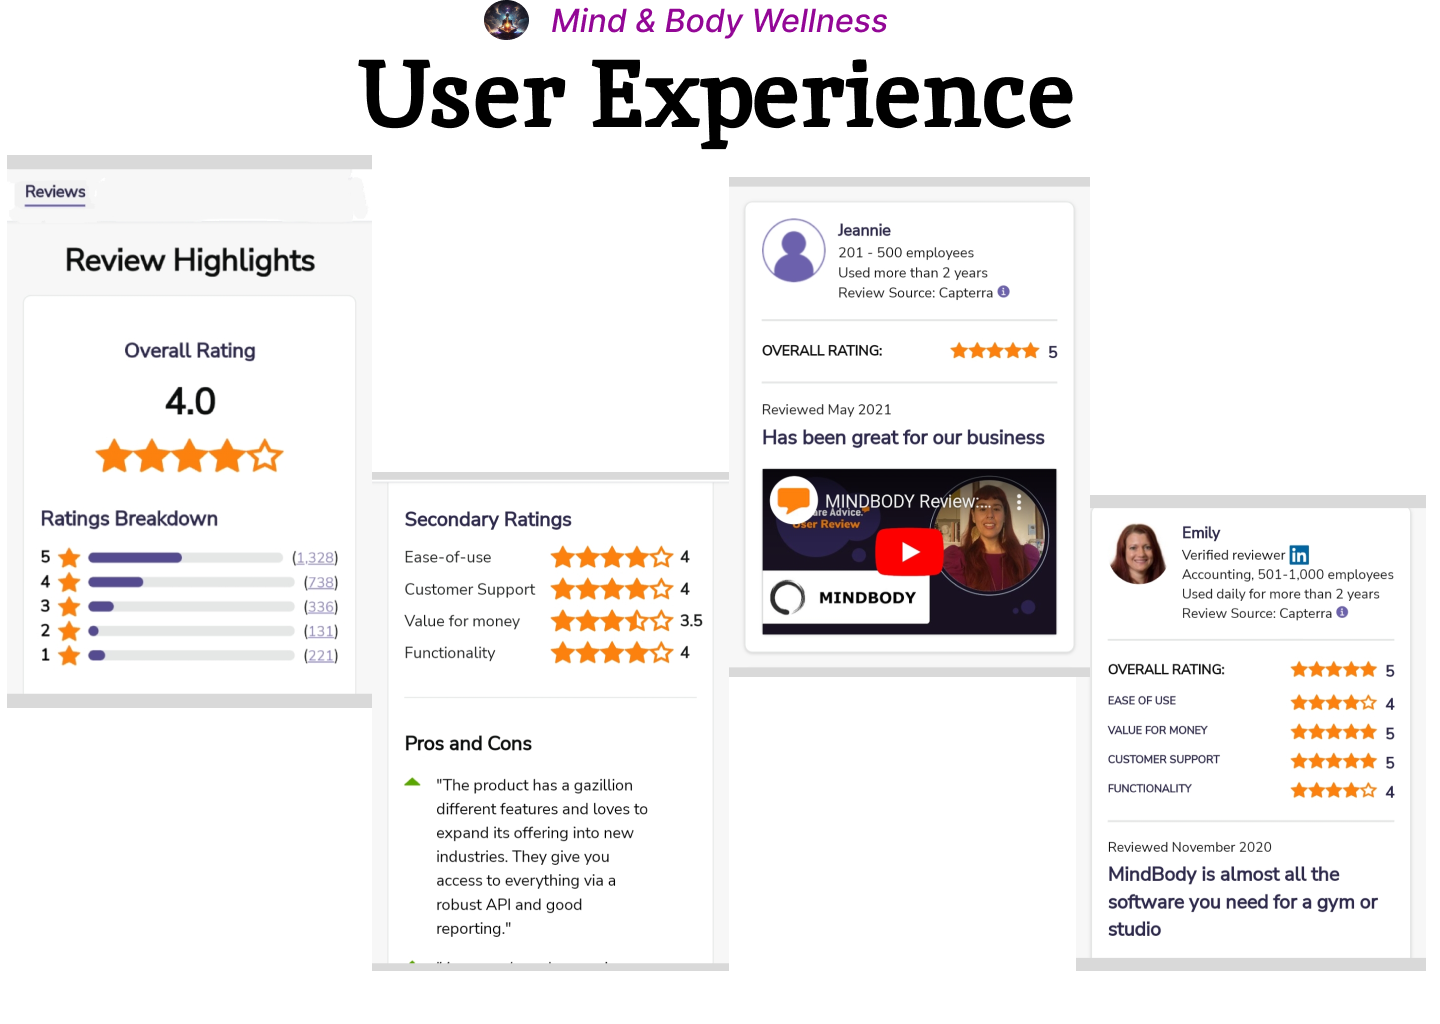 Mind & Body Wellness
User Experience
Reviews
Review Highlights
Overall Rating
4.0
Ratings Breakdown
5 (1,328)
4 (738)
3 (336)
2 (131)
1 (221)
Secondary Ratings
Ease-of-use 4
Customer Support 4
Value for money 3.5
Functionality 4
Pros and Cons
"The product has a gazillion
different features and loves to
expand its offering into new
industries. They give you
access to everything via a
robust API and good
reporting."
Jeannie
201 - 500 employees
Used more than 2 years
Review Source: Capterra
OVERALL RATING: 5
Reviewed May 2021
Has been great for our business
MINDBODY Review:...
are Advice.
User Review
MINDBODY
Emily
Verified reviewer in
Accounting, 501-1,000 employees
Used daily for more than 2 years
Review Source: Capterra
OVERALL RATING: 5
EASE OF USE 4
VALUE FOR MONEY 5
CUSTOMER SUPPORT 5
FUNCTIONALITY 4
Reviewed November 2020
MindBody is almost all the
software you need for a gym or
studio